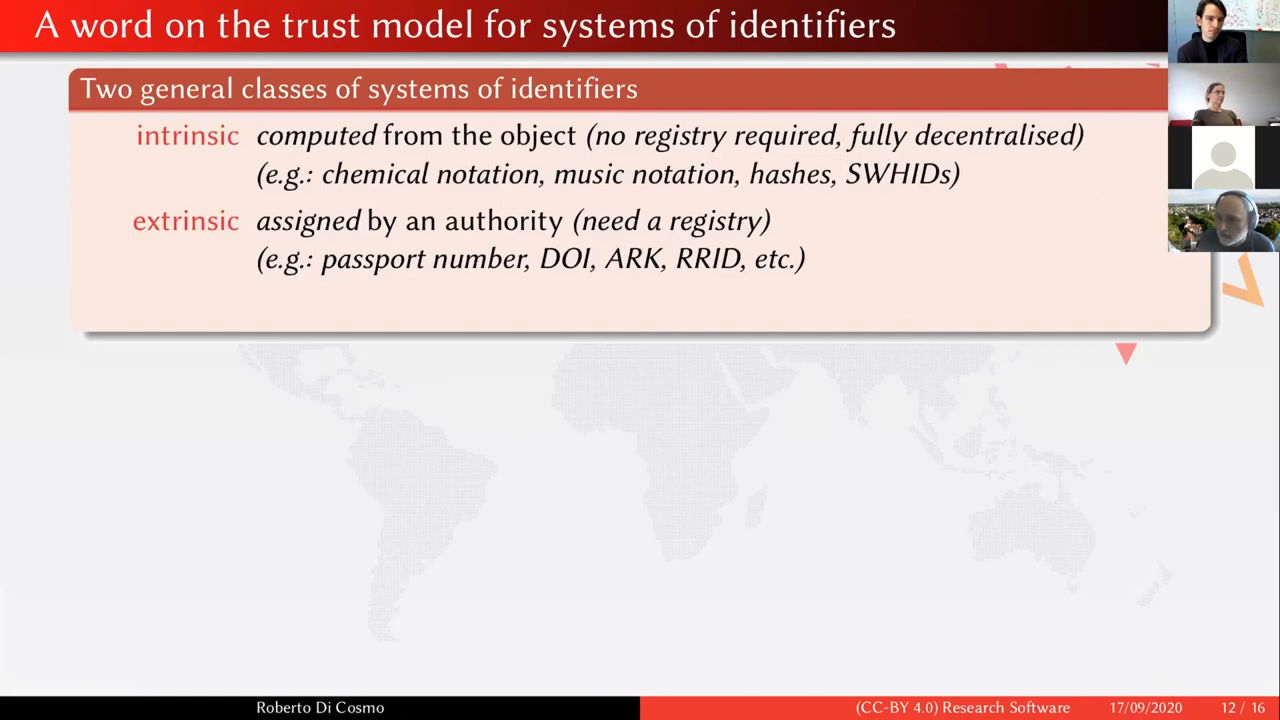 A word on the trust model for systems of identifiers
Two general classes of systems of identifiers
intrinsic computed from the object (no registry required, fully decentralised)
(e.g.: chemical notation, music notation, hashes, SWHIDs)
extrinsic assigned by an authority (need a registry)
(e.g.: passport number, DOI, ARK, RRID, etc.)
Roberto Di Cosmo (CC-BY 4.0) Research Software 17/09/2020 12 / 16